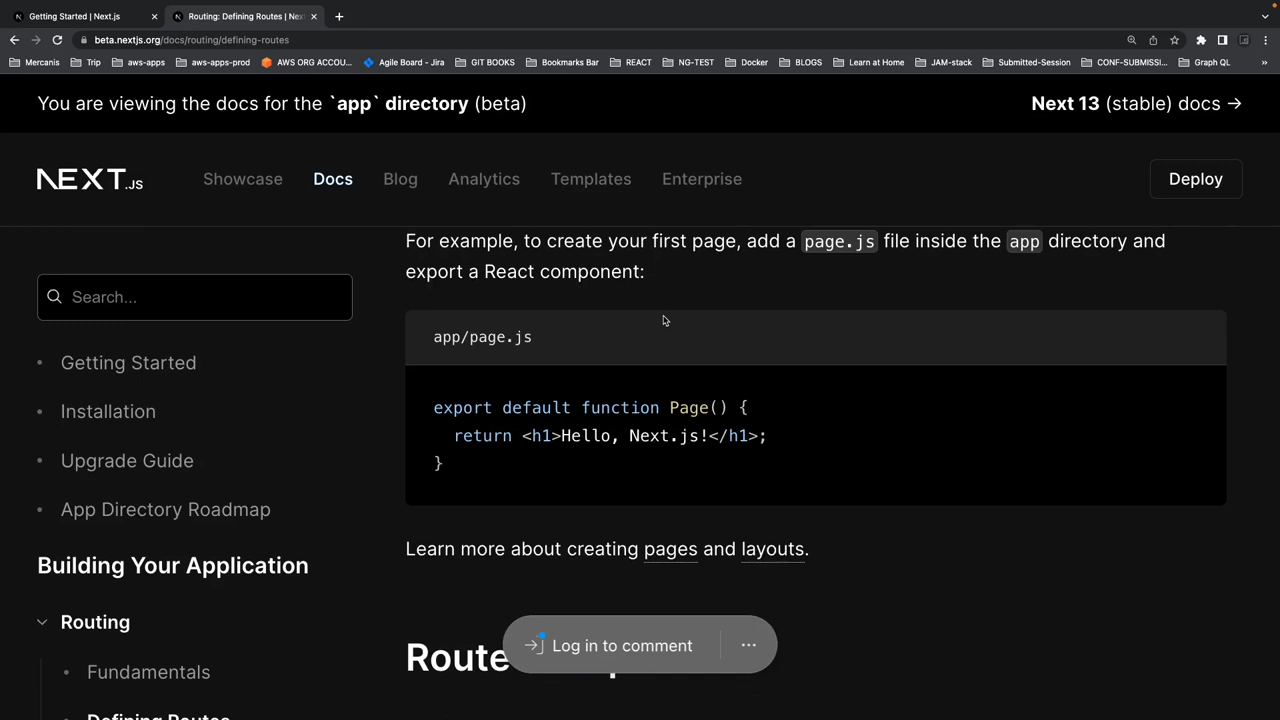 Getting Started | Next.js
Routing: Defining Routes | Nex
beta.nextjs.org/docs/routing/defining-routes
Mercanis
Trip
aws-apps
aws-apps-prod
AWS ORG ACCOU...
Agile Board - Jira
GIT BOOKS
Bookmarks Bar
REACT
NG-TEST
Docker
BLOGS
Learn at Home
JAM-stack
Submitted-Session
CONF-SUBMISSI...
Graph QL
»
You are viewing the docs for the `app` directory (beta)
Next 13 (stable) docs →
NEXT.JS
Showcase
Docs
Blog
Analytics
Templates
Enterprise
Deploy
Search...
• Getting Started
• Installation
• Upgrade Guide
• App Directory Roadmap
Building Your Application
Routing
• Fundamentals
• Defining Routes
For example, to create your first page, add a page.js file inside the app directory and
export a React component:
app/page.js
export default function Page() {
return <h1>Hello, Next.js!</h1>;
}
Learn more about creating pages and layouts.
Route
Log in to comment